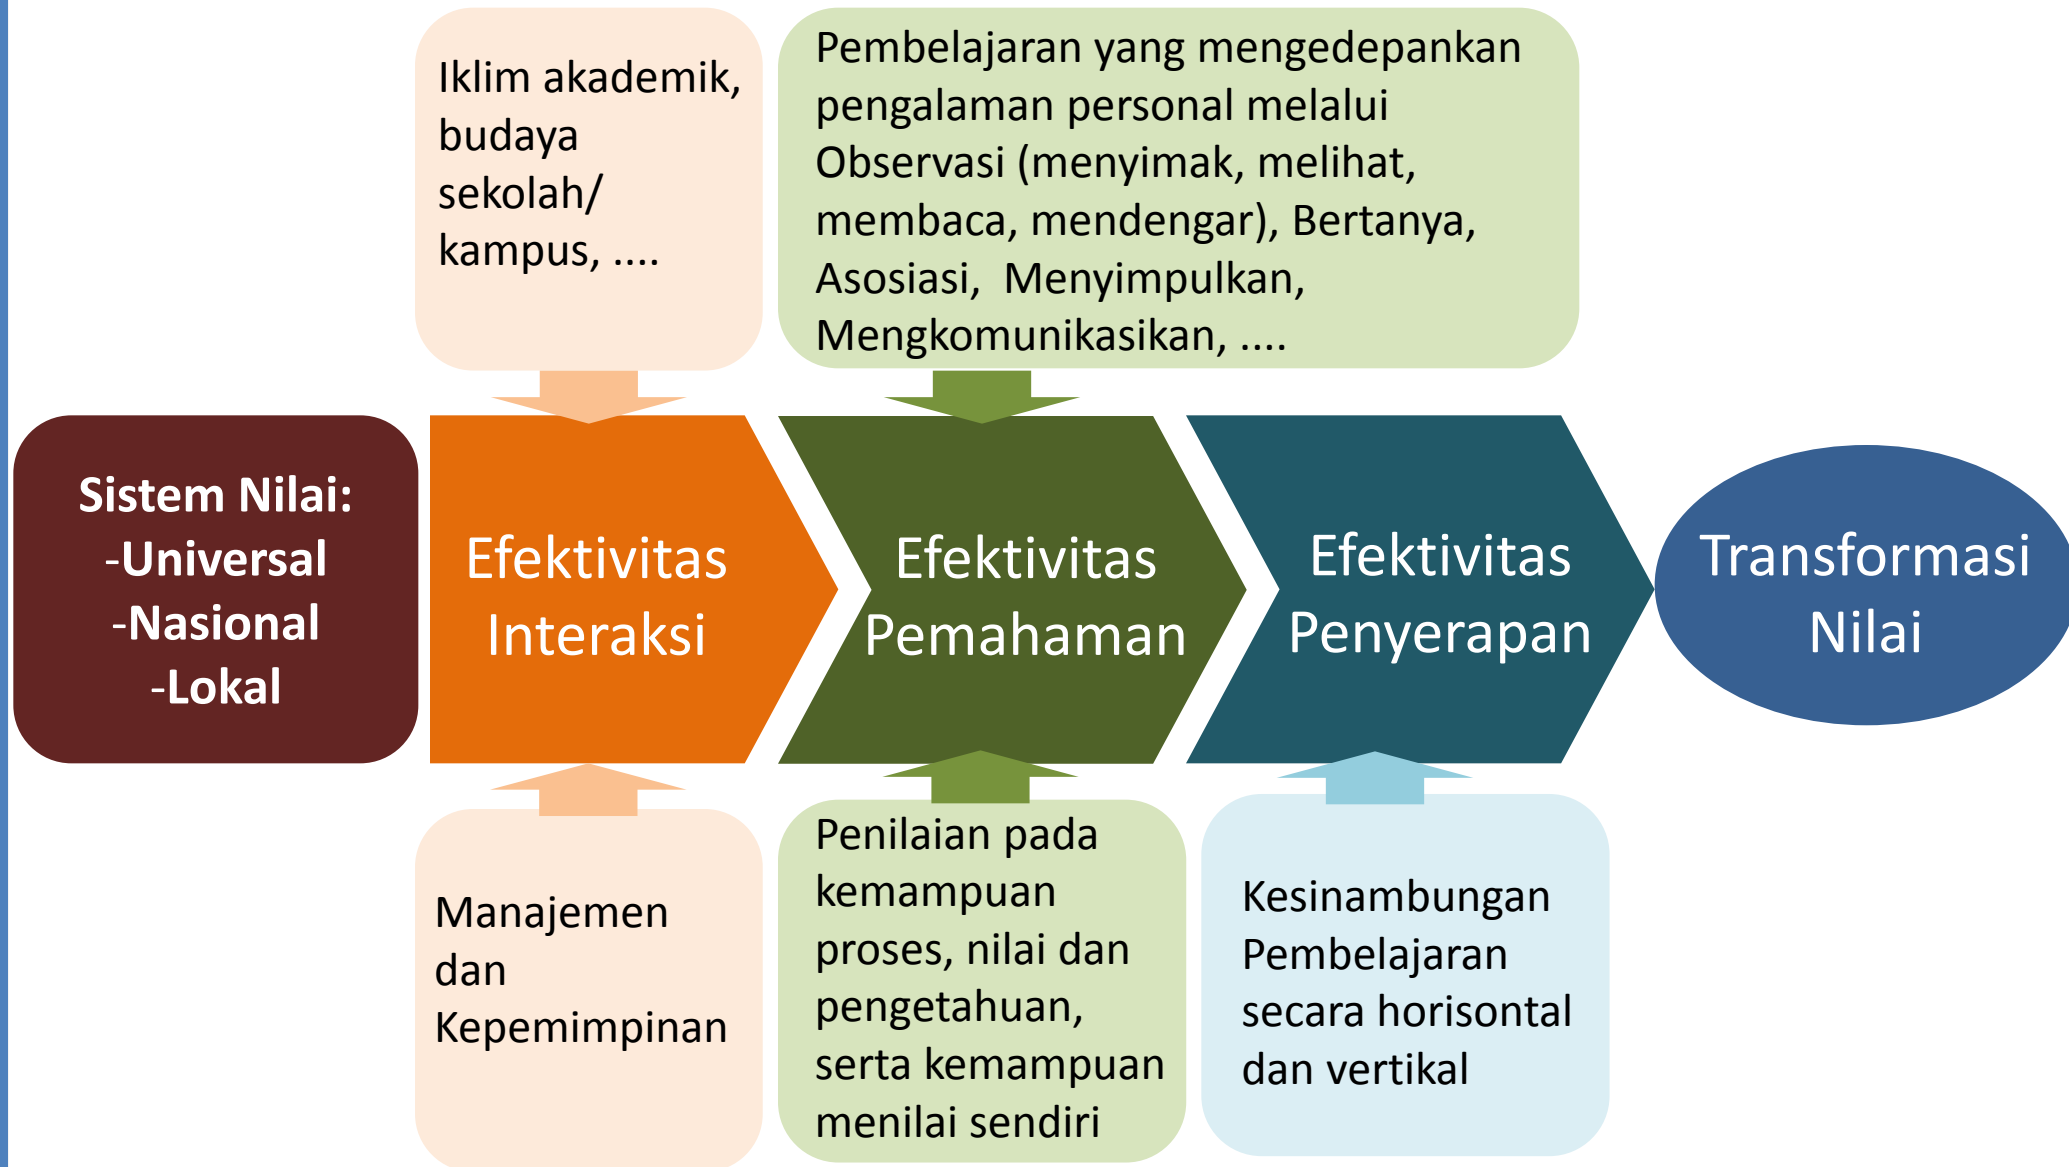 Iklim akademik,
budaya
sekolah/
kampus, ....
Pembelajaran yang mengedepankan
pengalaman personal melalui
Observasi (menyimak, melihat,
membaca, mendengar), Bertanya,
Asosiasi,  Menyimpulkan,
Mengkomunikasikan, ....
Sistem Nilai:
-Universal
-Nasional
-Lokal
Efektivitas
Interaksi
Efektivitas
Pemahaman
Efektivitas
Penyerapan
Transformasi
Nilai
Manajemen
dan
Kepemimpinan
Penilaian pada
kemampuan
proses, nilai dan
pengetahuan,
serta kemampuan
menilai sendiri
Kesinambungan
Pembelajaran
secara horisontal
dan vertikal